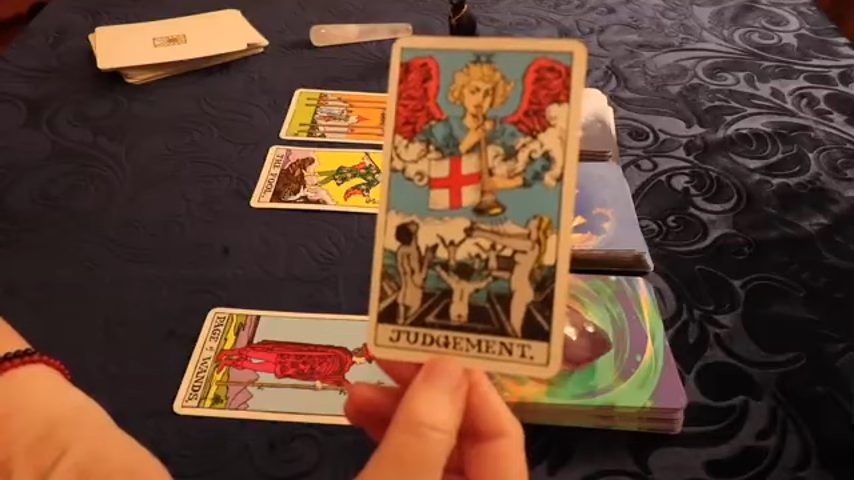 THE FOOL.
PAGE of WANDS.
JUDGEMENT.